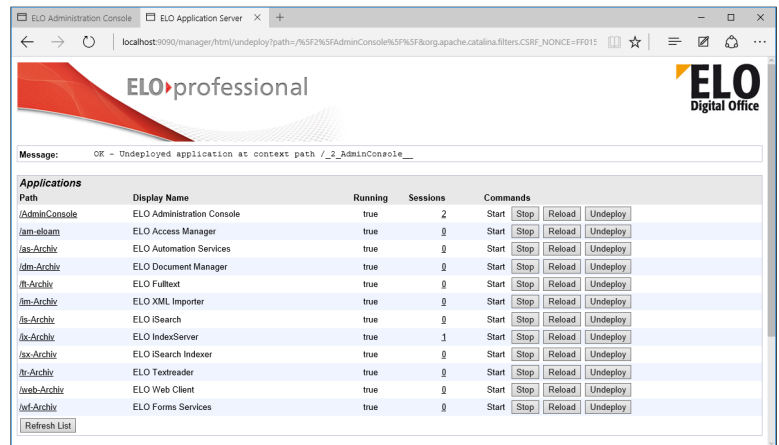 ELO Administration Console ELO Application Server
localhost:9090/manager/html/undeploy?path=/%5F2%5FAdminConsole%5F%5F&org.apache.catalina.filters.CSRF_NONCE=FF015
ELO professional
ELO
Digital Office
Message: OK - Undeployed application at context path /_2_AdminConsole__
Applications
Path Display Name Running Sessions Commands
/AdminConsole ELO Administration Console true 2 Start Stop Reload Undeploy
/am-eloam ELO Access Manager true 0 Start Stop Reload Undeploy
/as-Archiv ELO Automation Services true 0 Start Stop Reload Undeploy
/dm-Archiv ELO Document Manager true 0 Start Stop Reload Undeploy
/ft-Archiv ELO Fulltext true 0 Start Stop Reload Undeploy
/im-Archiv ELO XML Importer true 0 Start Stop Reload Undeploy
/is-Archiv ELO iSearch true 0 Start Stop Reload Undeploy
/ix-Archiv ELO IndexServer true 1 Start Stop Reload Undeploy
/sx-Archiv ELO iSearch Indexer true 0 Start Stop Reload Undeploy
/tr-Archiv ELO Textreader true 0 Start Stop Reload Undeploy
/web-Archiv ELO Web Client true 0 Start Stop Reload Undeploy
/wf-Archiv ELO Forms Services true 0 Start Stop Reload Undeploy
Refresh List